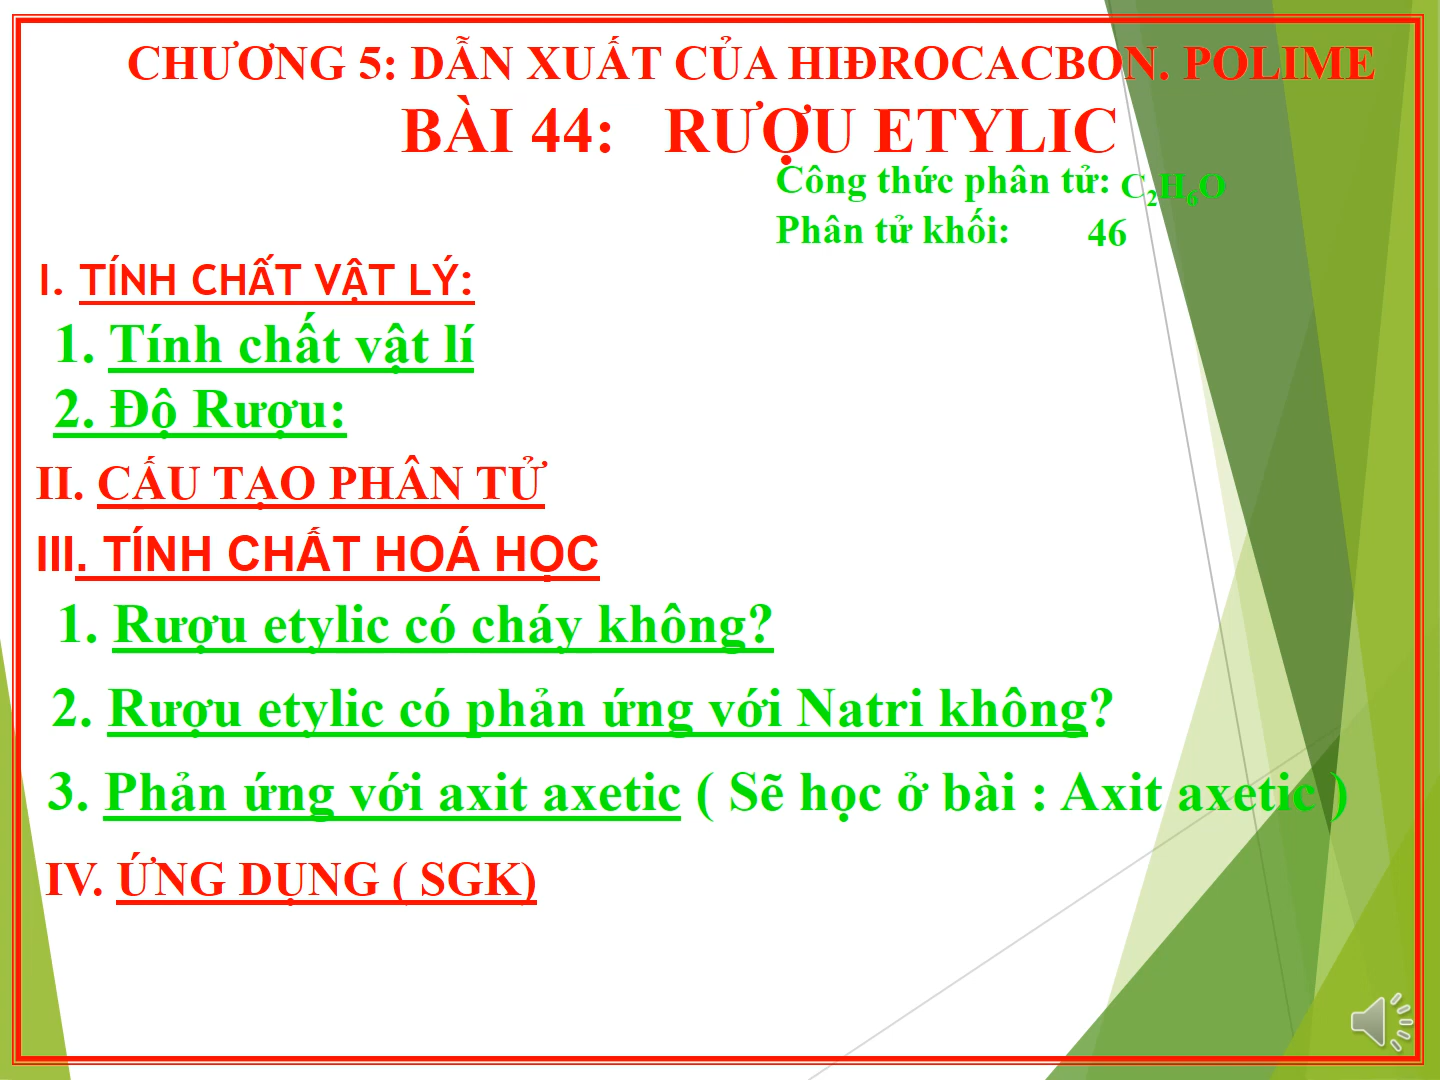 CHƯƠNG 5: DẪN XUẤT CỦA HIĐROCACBON. POLIME
BÀI 44: RƯỢU ETYLIC
Công thức phân tử: C₂H₆O
Phân tử khối: 46
I. TÍNH CHẤT VẬT LÝ:
1. Tính chất vật lí
2. Độ Rượu:
II. CẤU TẠO PHÂN TỬ
III. TÍNH CHẤT HOÁ HỌC
1. Rượu etylic có cháy không?
2. Rượu etylic có phản ứng với Natri không?
3. Phản ứng với axit axetic ( Sẽ học ở bài : Axit axetic )
IV. ỨNG DỤNG ( SGK)